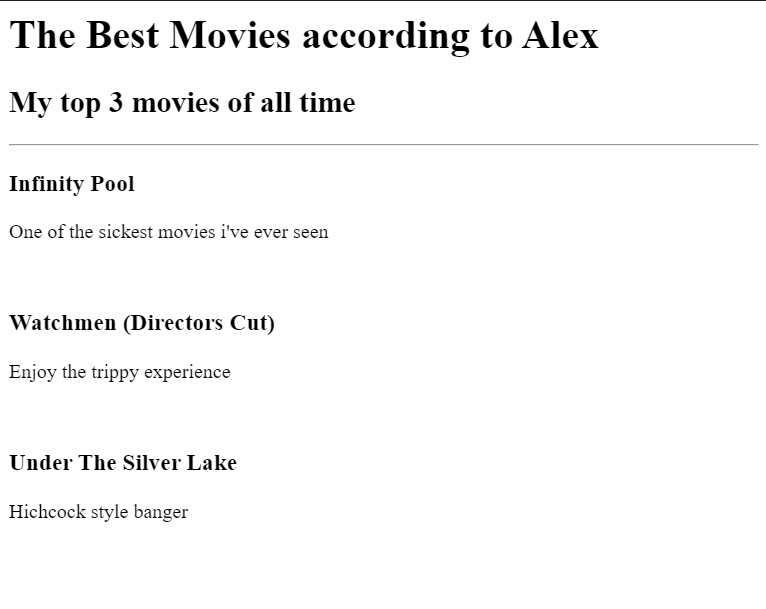 The Best Movies according to Alex
My top 3 movies of all time
Infinity Pool
One of the sickest movies i've ever seen
Watchmen (Directors Cut)
Enjoy the trippy experience
Under The Silver Lake
Hichcock style banger